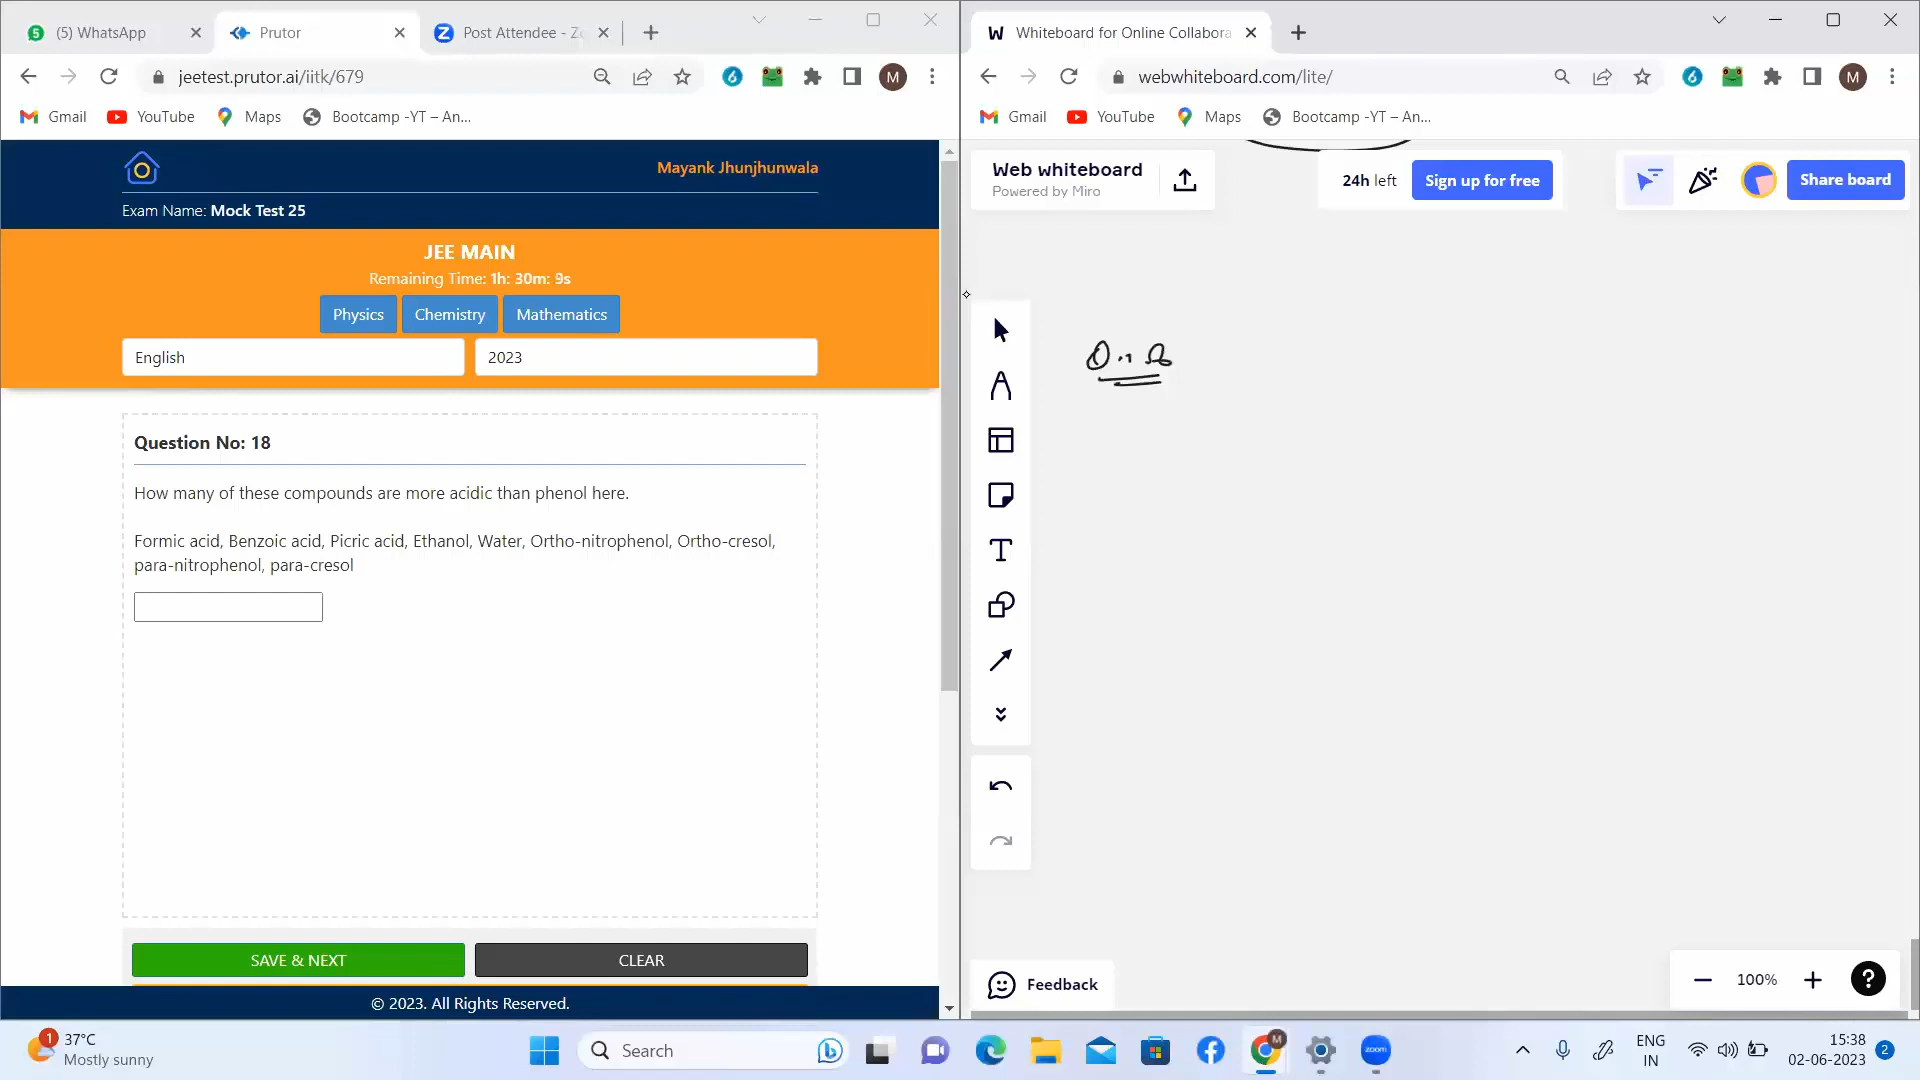 (5) WhatsApp
Prutor
Post Attendee - Zo
Whiteboard for Online Collabora
jeetest.prutor.ai/iitk/679
M
webwhiteboard.com/lite/
M
Gmail
YouTube
Maps
Bootcamp -YT – An...
Gmail
YouTube
Maps
Bootcamp -YT – An...
Mayank Jhunjhunwala
Exam Name: Mock Test 25
JEE MAIN
Remaining Time: 1h: 30m: 9s
Physics
Chemistry
Mathematics
English
2023
Question No: 18
How many of these compounds are more acidic than phenol here.
Formic acid, Benzoic acid, Picric acid, Ethanol, Water, Ortho-nitrophenol, Ortho-cresol,
para-nitrophenol, para-cresol
SAVE & NEXT
CLEAR
© 2023. All Rights Reserved.
Web whiteboard
Powered by Miro
24h left
Sign up for free
Share board
Feedback
100%
37°C
Mostly sunny
Search
zoom
ENG
IN
15:38
02-06-2023
2